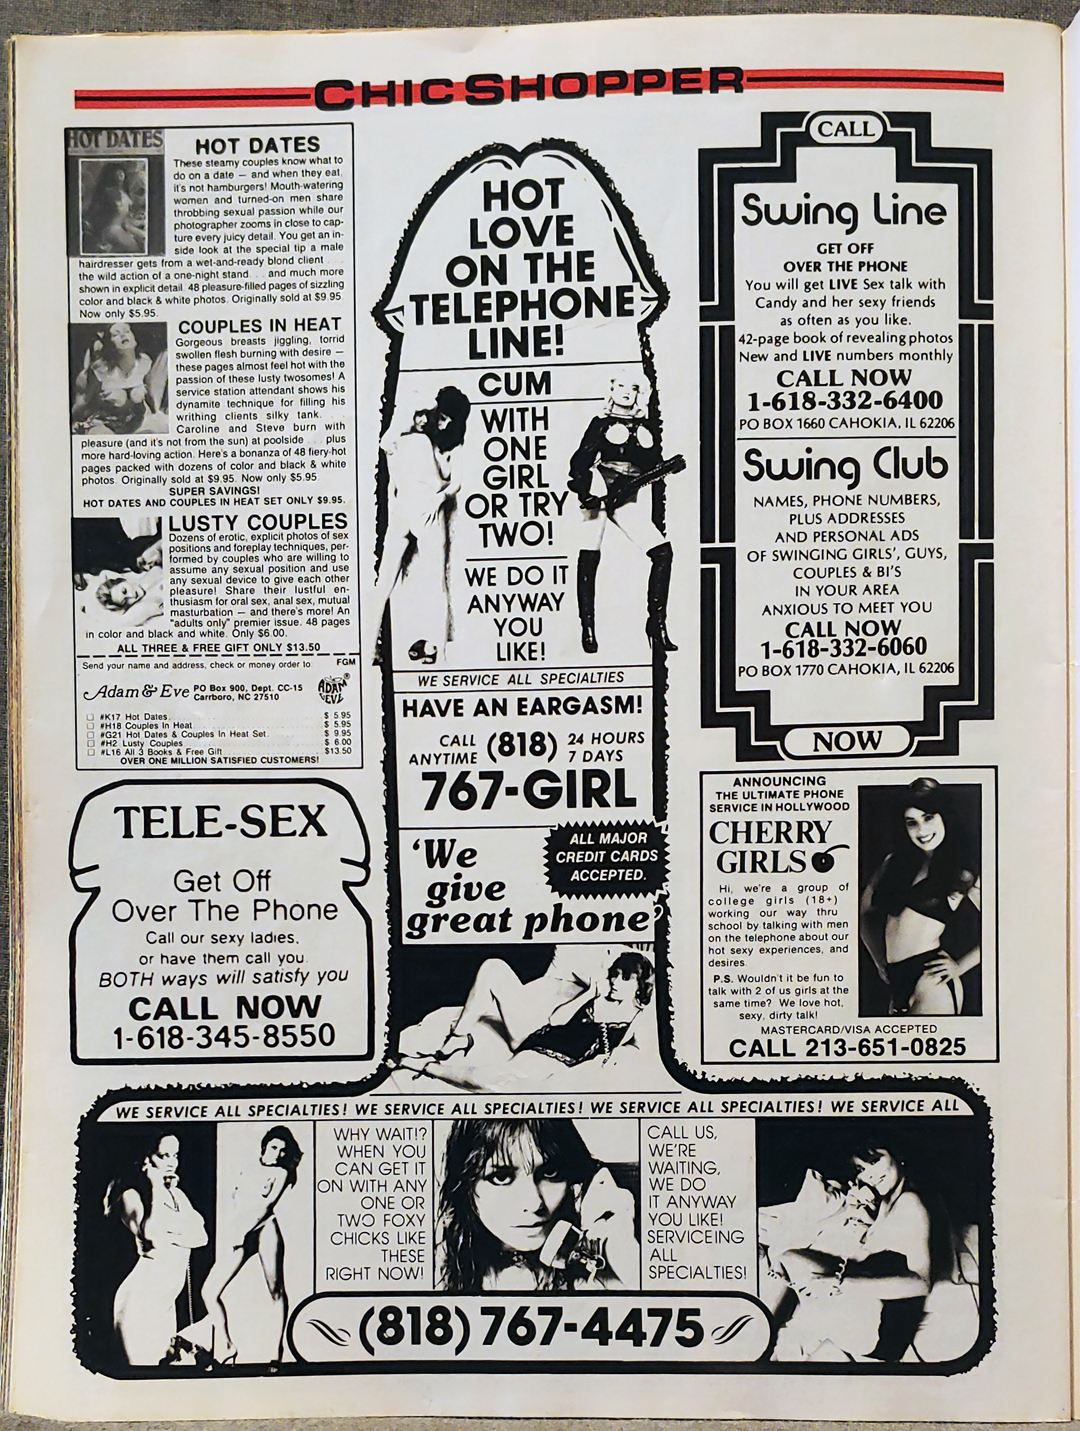 CHIC SHOPPER
HOT DATES
HOT DATES
These steamy couples know what to
do on a date — and when they eat,
it's not hamburgers! Mouth-watering
women and turned-on men share
throbbing sexual passion while our
photographer zooms in close to cap-
ture every juicy detail. You get an in-
side look at the special tip a male
hairdresser gets from a wet-and-ready blond client . . .
the wild action of a one-night stand . . . and much more
shown in explicit detail. 48 pleasure-filled pages of sizzling
color and black & white photos. Originally sold at $9.95.
Now only $5.95.
COUPLES IN HEAT
Gorgeous breasts jiggling, torrid
swollen flesh burning with desire —
these pages almost feel hot with the
passion of these lusty twosomes! A
service station attendant shows his
dynamite technique for filling his
writhing clients silky tank. . . .
Caroline and Steve burn with
pleasure (and it's not from the sun) at poolside . . . plus
more hard-loving action. Here's a bonanza of 48 fiery-hot
pages packed with dozens of color and black & white
photos. Originally sold at $9.95. Now only $5.95.
SUPER SAVINGS!
HOT DATES AND COUPLES IN HEAT SET ONLY $9.95.
LUSTY COUPLES
Dozens of erotic, explicit photos of sex
positions and foreplay techniques, per-
formed by couples who are willing to
assume any sexual position and use
any sexual device to give each other
pleasure! Share their lustful en-
thusiasm for oral sex, anal sex, mutual
masturbation — and there's more! An
"adults only" premier issue. 48 pages
in color and black and white. Only $6.00.
ALL THREE & FREE GIFT ONLY $13.50
Send your name and address, check or money order to: FGM
Adam & Eve PO Box 900, Dept. CC-15
Carrboro, NC 27510
ADAM & EVE
#K17 Hot Dates $ 5.95
#H18 Couples In Heat $ 5.95
#G21 Hot Dates & Couples In Heat Set $ 9.95
#H2 Lusty Couples $ 6.00
#L16 All 3 Books & Free Gift $13.50
OVER ONE MILLION SATISFIED CUSTOMERS!
TELE-SEX
Get Off
Over The Phone
Call our sexy ladies,
or have them call you.
BOTH ways will satisfy you
CALL NOW
1-618-345-8550
HOT
LOVE
ON THE
TELEPHONE
LINE!
CUM
WITH
ONE
GIRL
OR TRY
TWO!
WE DO IT
ANYWAY
YOU
LIKE!
WE SERVICE ALL SPECIALTIES
HAVE AN EARGASM!
CALL ANYTIME (818) 24 HOURS 7 DAYS
767-GIRL
ALL MAJOR
CREDIT CARDS
ACCEPTED.
'We
give
great phone'
CALL
Swing Line
GET OFF
OVER THE PHONE
You will get LIVE Sex talk with
Candy and her sexy friends
as often as you like.
42-page book of revealing photos
New and LIVE numbers monthly
CALL NOW
1-618-332-6400
PO BOX 1660 CAHOKIA, IL 62206
Swing Club
NAMES, PHONE NUMBERS,
PLUS ADDRESSES
AND PERSONAL ADS
OF SWINGING GIRLS', GUYS,
COUPLES & BI'S
IN YOUR AREA
ANXIOUS TO MEET YOU
CALL NOW
1-618-332-6060
PO BOX 1770 CAHOKIA, IL 62206
NOW
ANNOUNCING
THE ULTIMATE PHONE
SERVICE IN HOLLYWOOD
CHERRY
GIRLS
Hi, we're a group of
college girls (18+)
working our way thru
school by talking with men
on the telephone about our
hot sexy experiences, and
desires.
P.S. Wouldn't it be fun to
talk with 2 of us girls at the
same time? We love hot,
sexy, dirty talk!
MASTERCARD/VISA ACCEPTED
CALL 213-651-0825
WE SERVICE ALL SPECIALTIES! WE SERVICE ALL SPECIALTIES! WE SERVICE ALL SPECIALTIES! WE SERVICE ALL
WHY WAIT!?
WHEN YOU
CAN GET IT
ON WITH ANY
ONE OR
TWO FOXY
CHICKS LIKE
THESE
RIGHT NOW!
CALL US,
WE'RE
WAITING,
WE DO
IT ANYWAY
YOU LIKE!
SERVICEING
ALL
SPECIALTIES!
(818) 767-4475